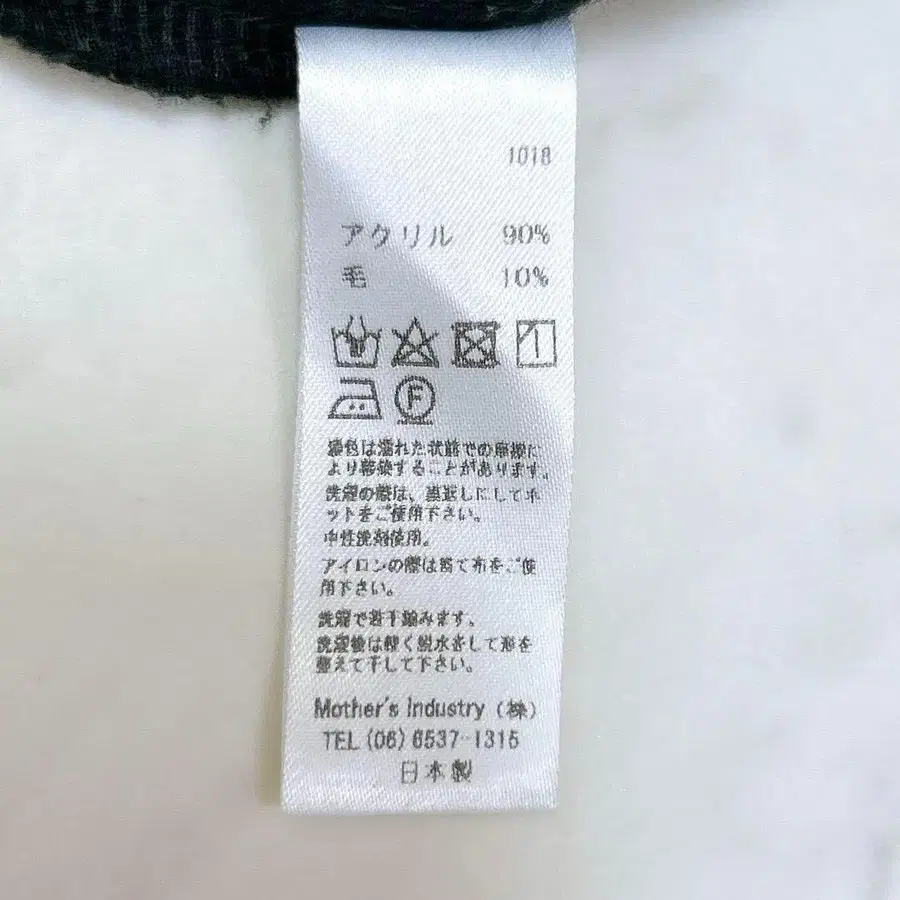 1018
アクリル 90%
毛 10%
F
濃色は濡れた状態での摩擦に
より乾染することがあります。
洗濯の際は、裏返しにしてネ
ットをご使用下さい。
中性洗剤使用。
アイロンの際は当て布をご使
用下さい。
洗濯で若干縮みます。
洗濯後は軽く脱水をして形を
整えて干して下さい。
Mother's Industry (株)
TEL (06) 6537-1315
日本製